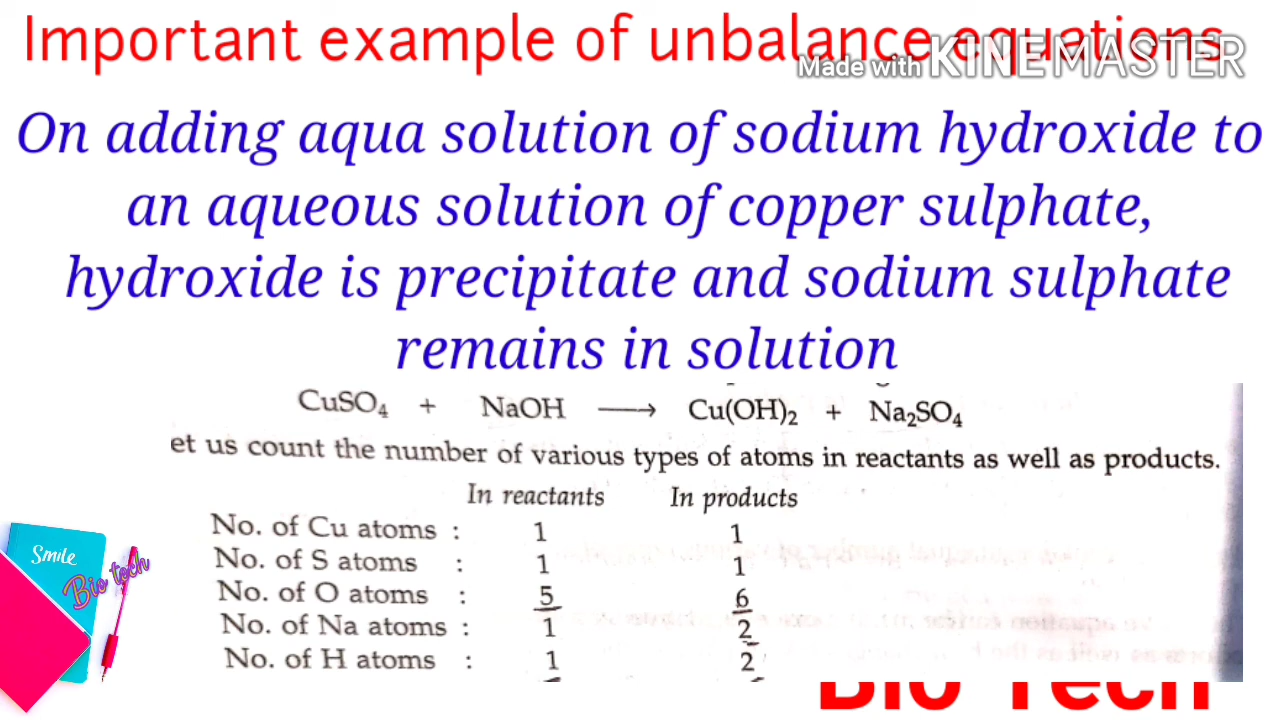 Important example of unbalance equations
Made with KINEMASTER
On adding aqua solution of sodium hydroxide to
an aqueous solution of copper sulphate,
hydroxide is precipitate and sodium sulphate
remains in solution
CuSO₄ + NaOH ⟶ Cu(OH)₂ + Na₂SO₄
et us count the number of various types of atoms in reactants as well as products.
In reactants In products
No. of Cu atoms : 1 1
No. of S atoms : 1 1
No. of O atoms : 5 6
No. of Na atoms : 1 2
No. of H atoms : 1 2
Smile
Bio tech
Bio Tech